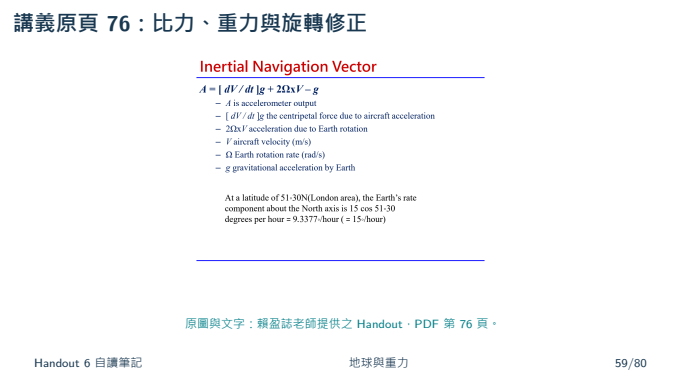 講義原頁 76：比力、重力與旋轉修正
Inertial Navigation Vector
A = [ dV / dt ]g + 2ΩxV – g
– A is accelerometer output
– [ dV / dt ]g the centripetal force due to aircraft acceleration
– 2ΩxV acceleration due to Earth rotation
– V aircraft velocity (m/s)
– Ω Earth rotation rate (rad/s)
– g gravitational acceleration by Earth
At a latitude of 51◦30N(London area), the Earth’s rate
component about the North axis is 15 cos 51◦30
degrees per hour = 9.3377◦/hour ( = 15◦/hour)
原圖與文字：賴盈誌老師提供之 Handout，PDF 第 76 頁。
Handout 6 自讀筆記
地球與重力
59/80